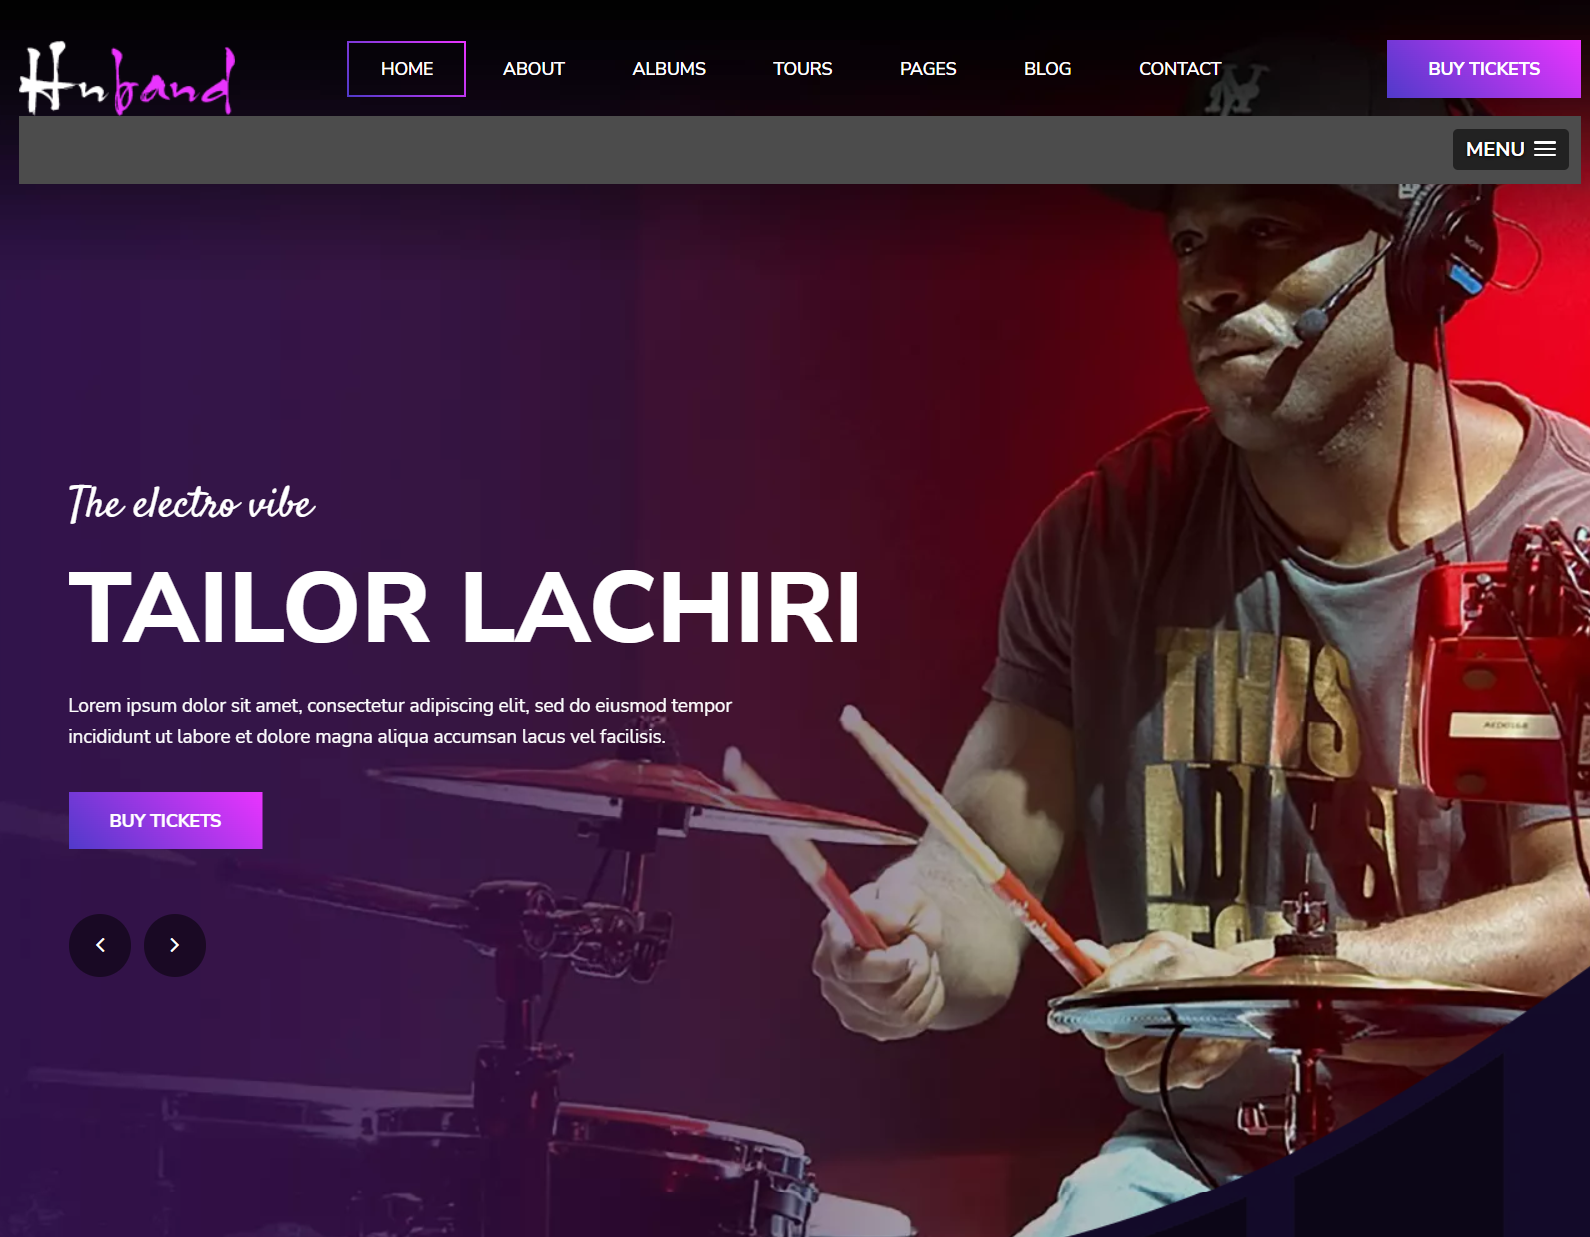 Hnband
HOME ABOUT ALBUMS TOURS PAGES BLOG CONTACT BUY TICKETS
NY
MENU
SONY
The electro vibe
TAILOR LACHIRI
Lorem ipsum dolor sit amet, consectetur adipiscing elit, sed do eiusmod tempor
incididunt ut labore et dolore magna aliqua accumsan lacus vel facilisis.
BUY TICKETS
THIS